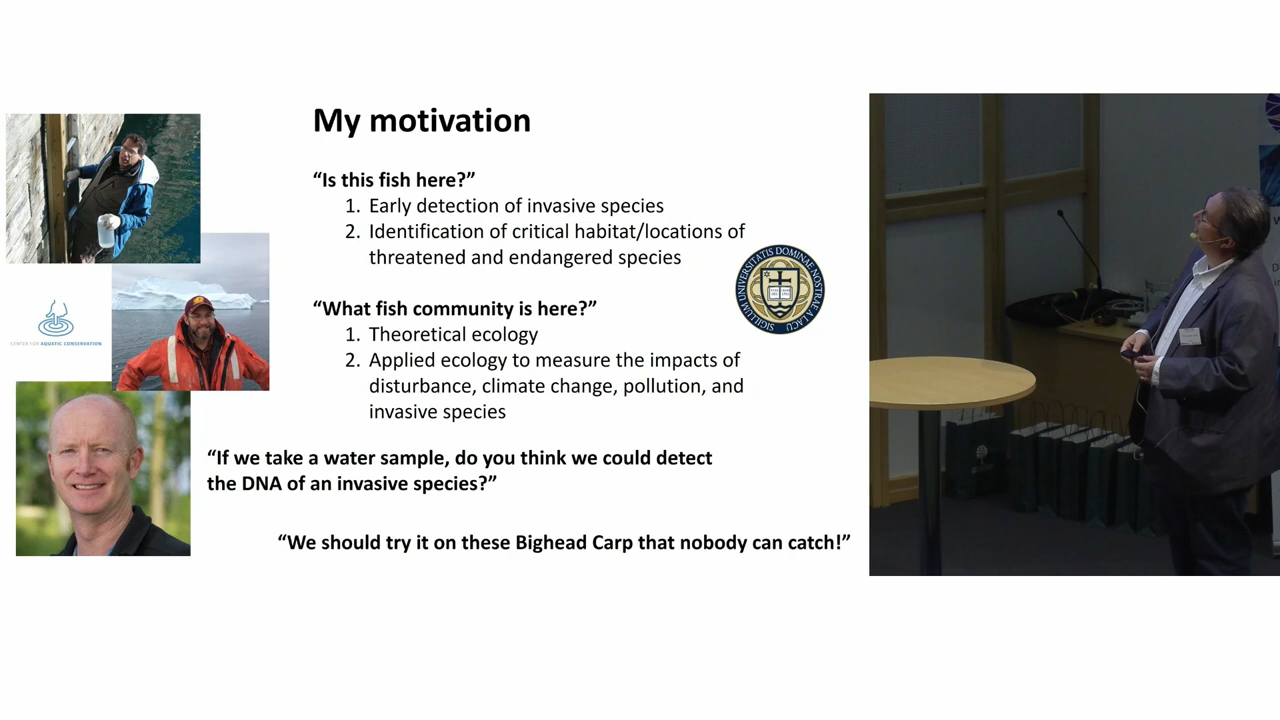 My motivation
“Is this fish here?”
1. Early detection of invasive species
2. Identification of critical habitat/locations of
threatened and endangered species
“What fish community is here?”
1. Theoretical ecology
2. Applied ecology to measure the impacts of
disturbance, climate change, pollution, and
invasive species
SIGILLUM UNIVERSITATIS DOMINAE NOSTRAE A LACU
CENTER FOR AQUATIC CONSERVATION
“If we take a water sample, do you think we could detect
the DNA of an invasive species?”
“We should try it on these Bighead Carp that nobody can catch!”